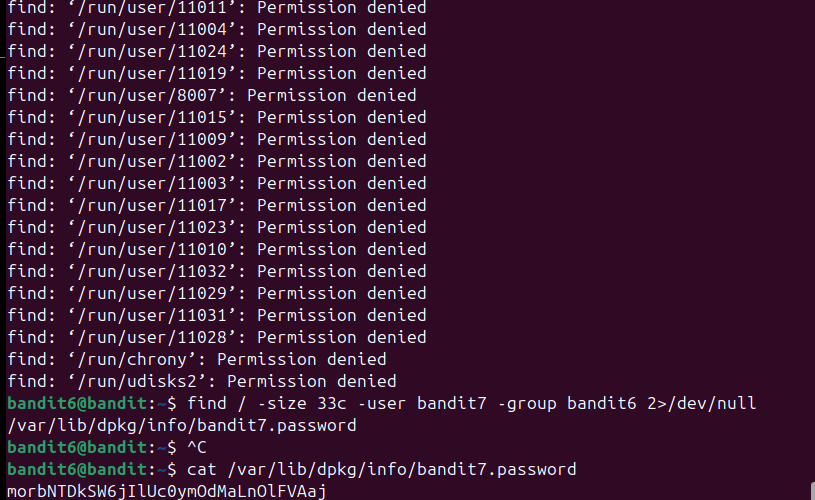 find: ‘/run/user/11011’: Permission denied
find: ‘/run/user/11004’: Permission denied
find: ‘/run/user/11024’: Permission denied
find: ‘/run/user/11019’: Permission denied
find: ‘/run/user/8007’: Permission denied
find: ‘/run/user/11015’: Permission denied
find: ‘/run/user/11009’: Permission denied
find: ‘/run/user/11002’: Permission denied
find: ‘/run/user/11003’: Permission denied
find: ‘/run/user/11017’: Permission denied
find: ‘/run/user/11023’: Permission denied
find: ‘/run/user/11010’: Permission denied
find: ‘/run/user/11032’: Permission denied
find: ‘/run/user/11029’: Permission denied
find: ‘/run/user/11031’: Permission denied
find: ‘/run/user/11028’: Permission denied
find: ‘/run/chrony’: Permission denied
find: ‘/run/udisks2’: Permission denied
bandit6@bandit:~$ find / -size 33c -user bandit7 -group bandit6 2>/dev/null
/var/lib/dpkg/info/bandit7.password
bandit6@bandit:~$ ^C
bandit6@bandit:~$ cat /var/lib/dpkg/info/bandit7.password
morbNTDkSW6jIlUc0ymOdMaLnOlFVAaj